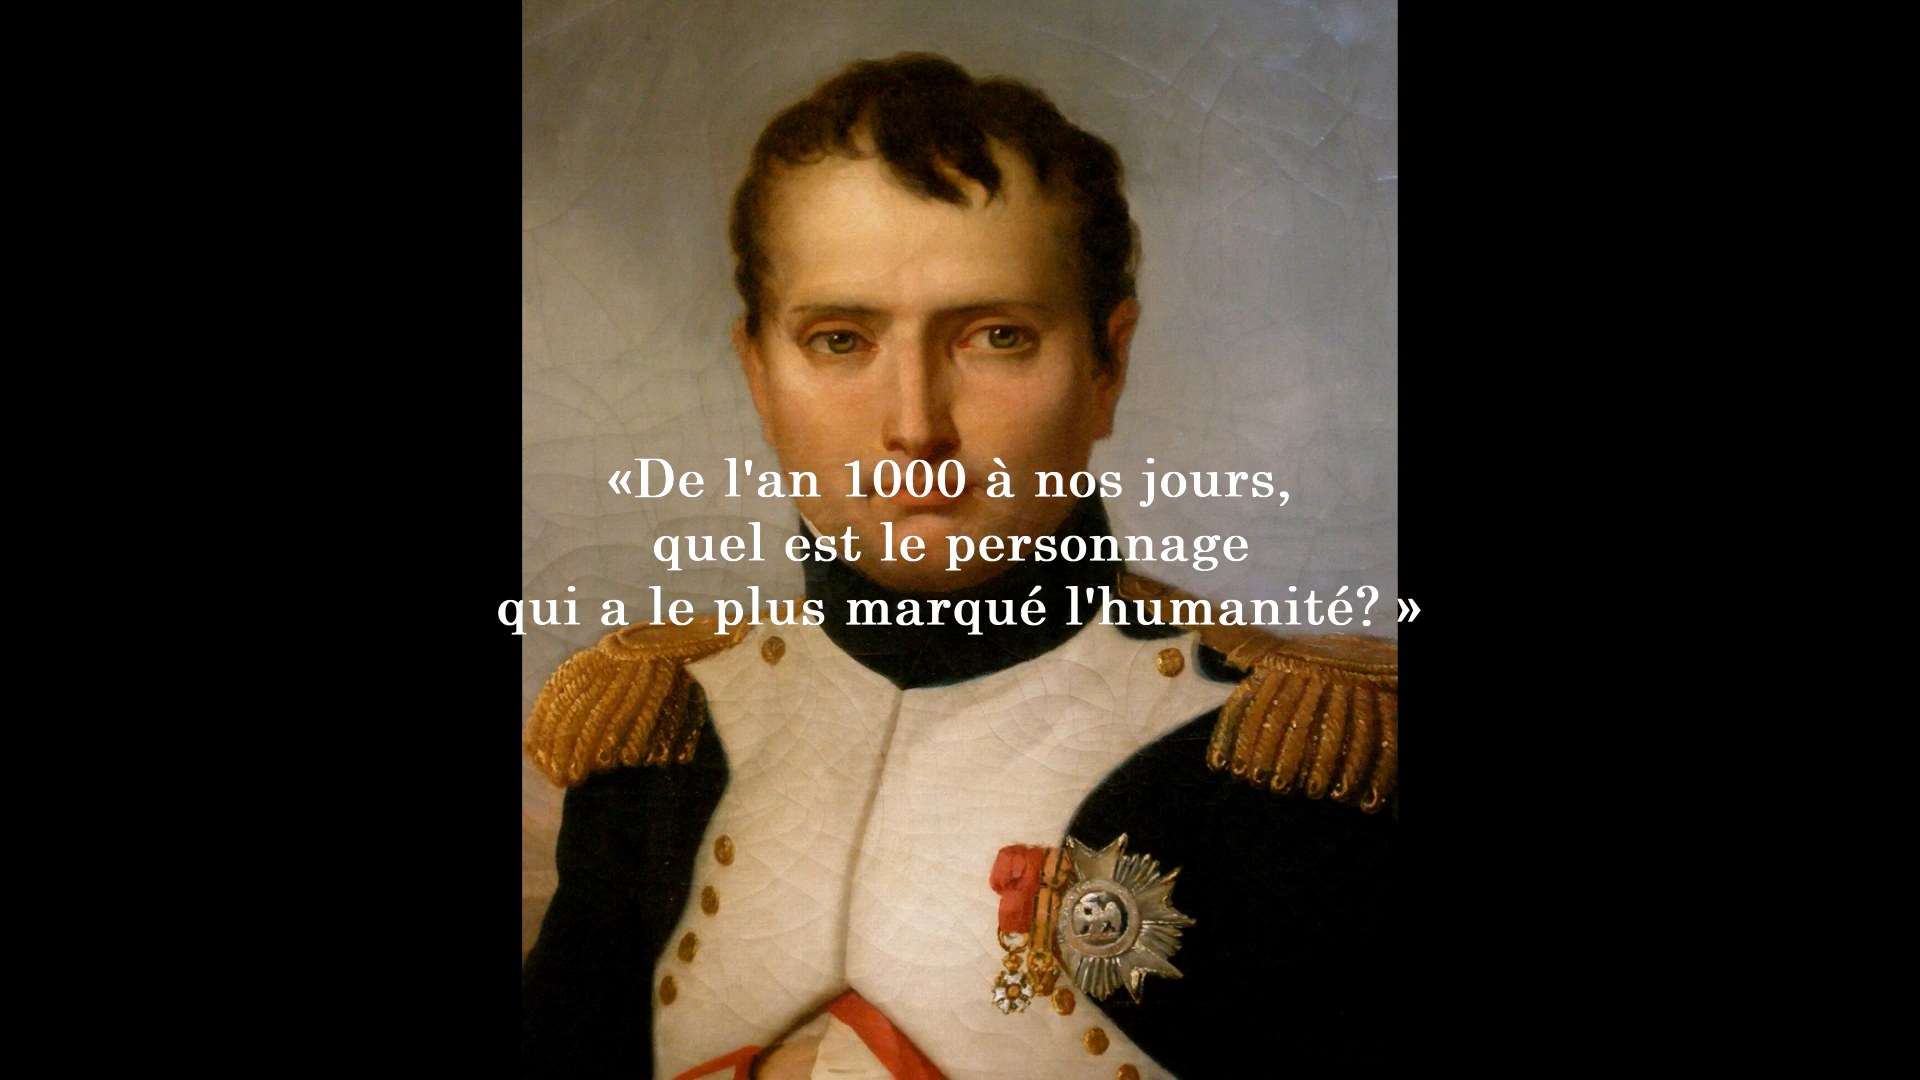 «De l'an 1000 à nos jours,
quel est le personnage
qui a le plus marqué l'humanité? »